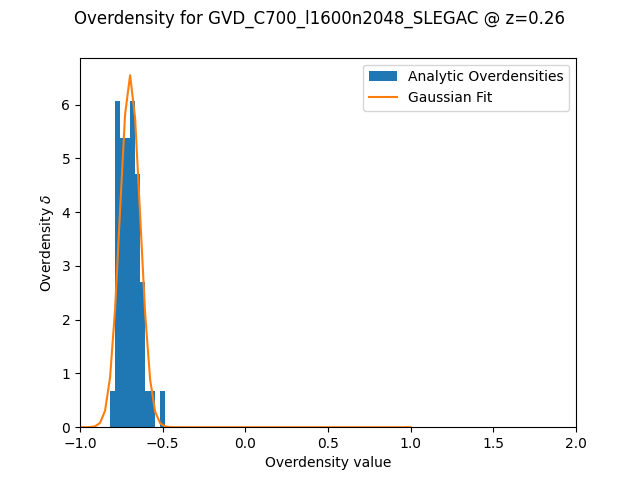 Overdensity for GVD_C700_l1600n2048_SLEGAC @ z=0.26
Analytic Overdensities
Gaussian Fit
Overdensity δ
6
5
4
3
2
1
0
−1.0
−0.5
0.0
0.5
1.0
1.5
2.0
Overdensity value